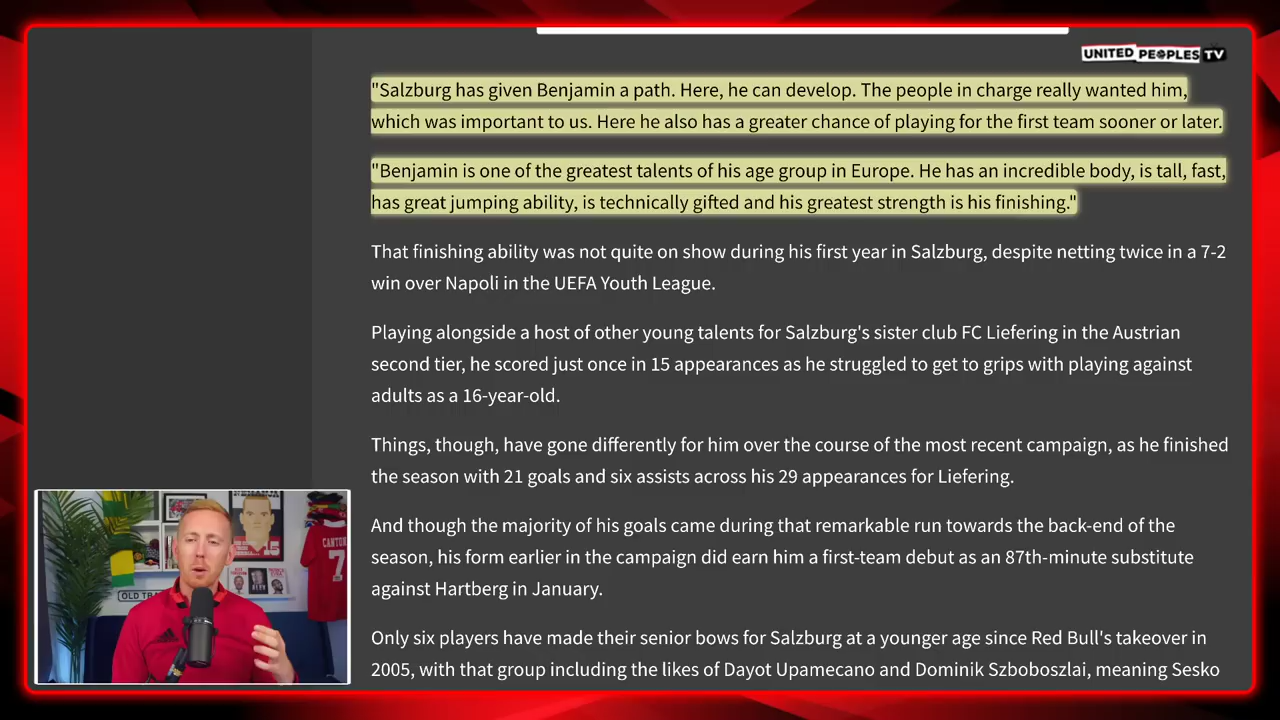 UNITED PEOPLES TV
"Salzburg has given Benjamin a path. Here, he can develop. The people in charge really wanted him,
which was important to us. Here he also has a greater chance of playing for the first team sooner or later.
"Benjamin is one of the greatest talents of his age group in Europe. He has an incredible body, is tall, fast,
has great jumping ability, is technically gifted and his greatest strength is his finishing."
That finishing ability was not quite on show during his first year in Salzburg, despite netting twice in a 7-2
win over Napoli in the UEFA Youth League.
Playing alongside a host of other young talents for Salzburg's sister club FC Liefering in the Austrian
second tier, he scored just once in 15 appearances as he struggled to get to grips with playing against
adults as a 16-year-old.
Things, though, have gone differently for him over the course of the most recent campaign, as he finished
the season with 21 goals and six assists across his 29 appearances for Liefering.
And though the majority of his goals came during that remarkable run towards the back-end of the
season, his form earlier in the campaign did earn him a first-team debut as an 87th-minute substitute
against Hartberg in January.
Only six players have made their senior bows for Salzburg at a younger age since Red Bull's takeover in
2005, with that group including the likes of Dayot Upamecano and Dominik Szboboszlai, meaning Sesko
CANTON
7
OLD TRA